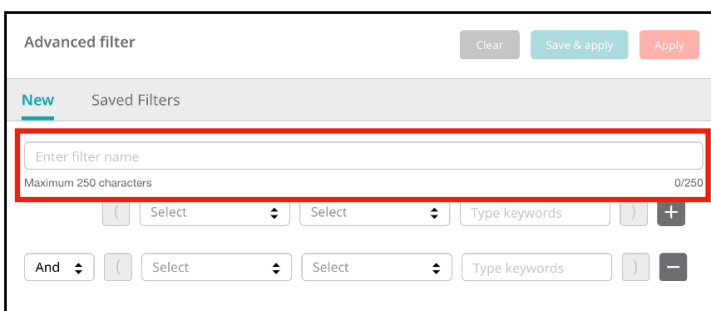 Advanced filter Clear Save & apply Apply
New Saved Filters
Enter filter name
Maximum 250 characters 0/250
( Select Select Type keywords ) +
And ( Select Select Type keywords ) −